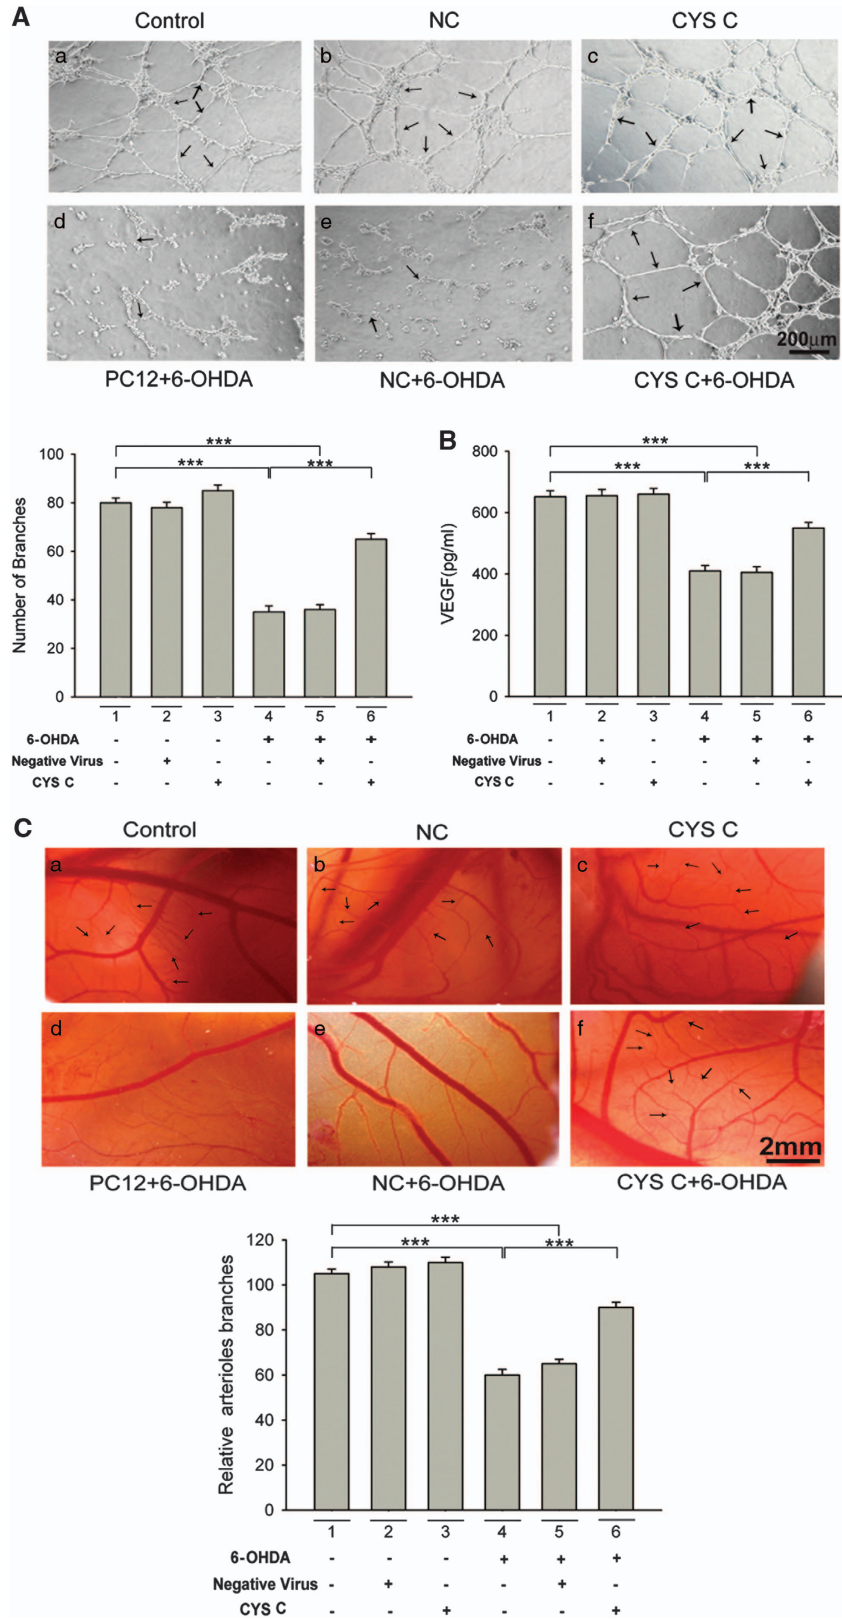 A
Control NC CYS C
a b c
d e f
200μm
PC12+6-OHDA NC+6-OHDA CYS C+6-OHDA
*** *** ***
Number of Branches
100
80
60
40
20
0
1 2 3 4 5 6
6-OHDA - - - + + +
Negative Virus - + - - + -
CYS C - - + - - +
B
*** *** ***
VEGF(pg/ml)
800
600
400
200
0
1 2 3 4 5 6
6-OHDA - - - + + +
Negative Virus - + - - + -
CYS C - - + - - +
C
Control NC CYS C
a b c
d e f
2mm
PC12+6-OHDA NC+6-OHDA CYS C+6-OHDA
***
*** ***
Relative arterioles branches
120
100
80
60
40
20
0
1 2 3 4 5 6
6-OHDA - - - + + +
Negative Virus - + - - + -
CYS C - - + - - +